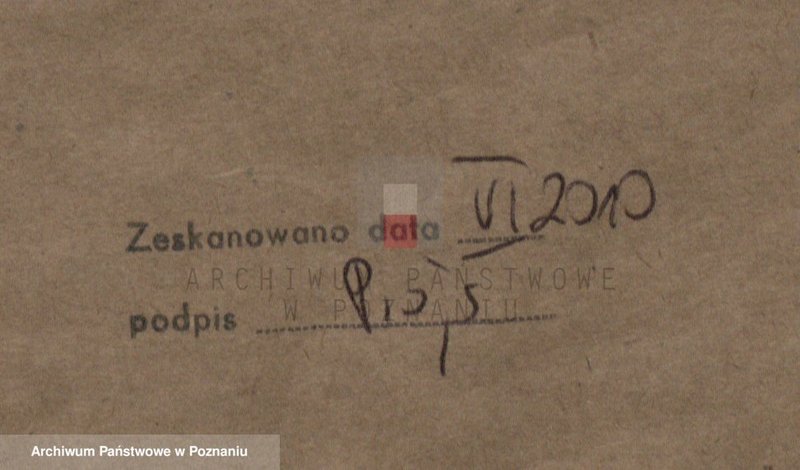 Zeskanowano data VI 2010
ARCHIWUM PAŃSTWOWE
W POZNANIU
podpis
Archiwum Państwowe w Poznaniu